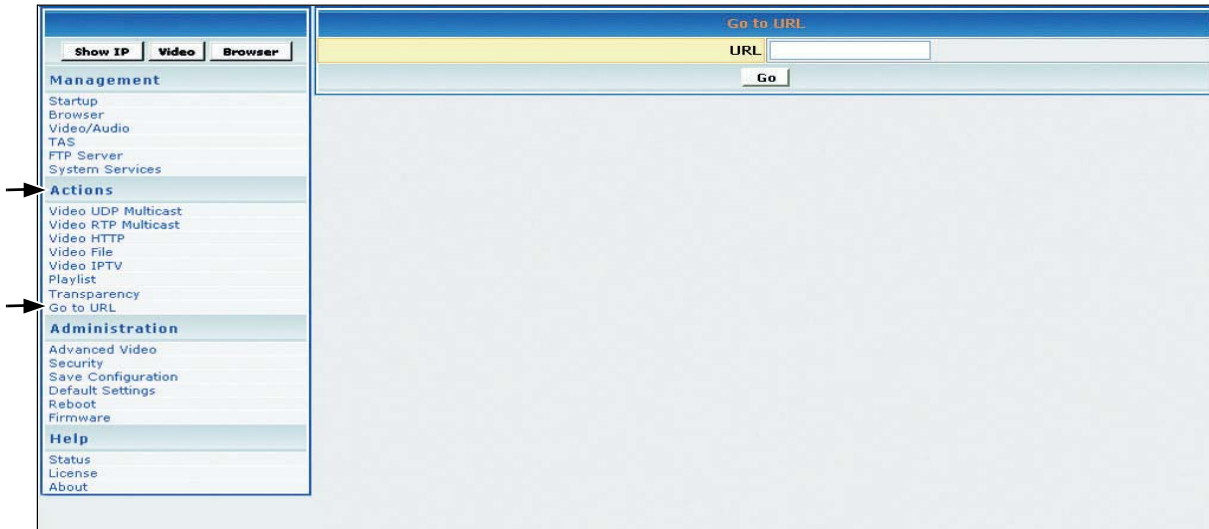 Show IP Video Browser
Management
Startup
Browser
Video/Audio
TAS
FTP Server
System Services
Actions
Video UDP Multicast
Video RTP Multicast
Video HTTP
Video File
Video IPTV
Playlist
Transparency
Go to URL
Administration
Advanced Video
Security
Save Configuration
Default Settings
Reboot
Firmware
Help
Status
License
About
Go to URL
URL
Go